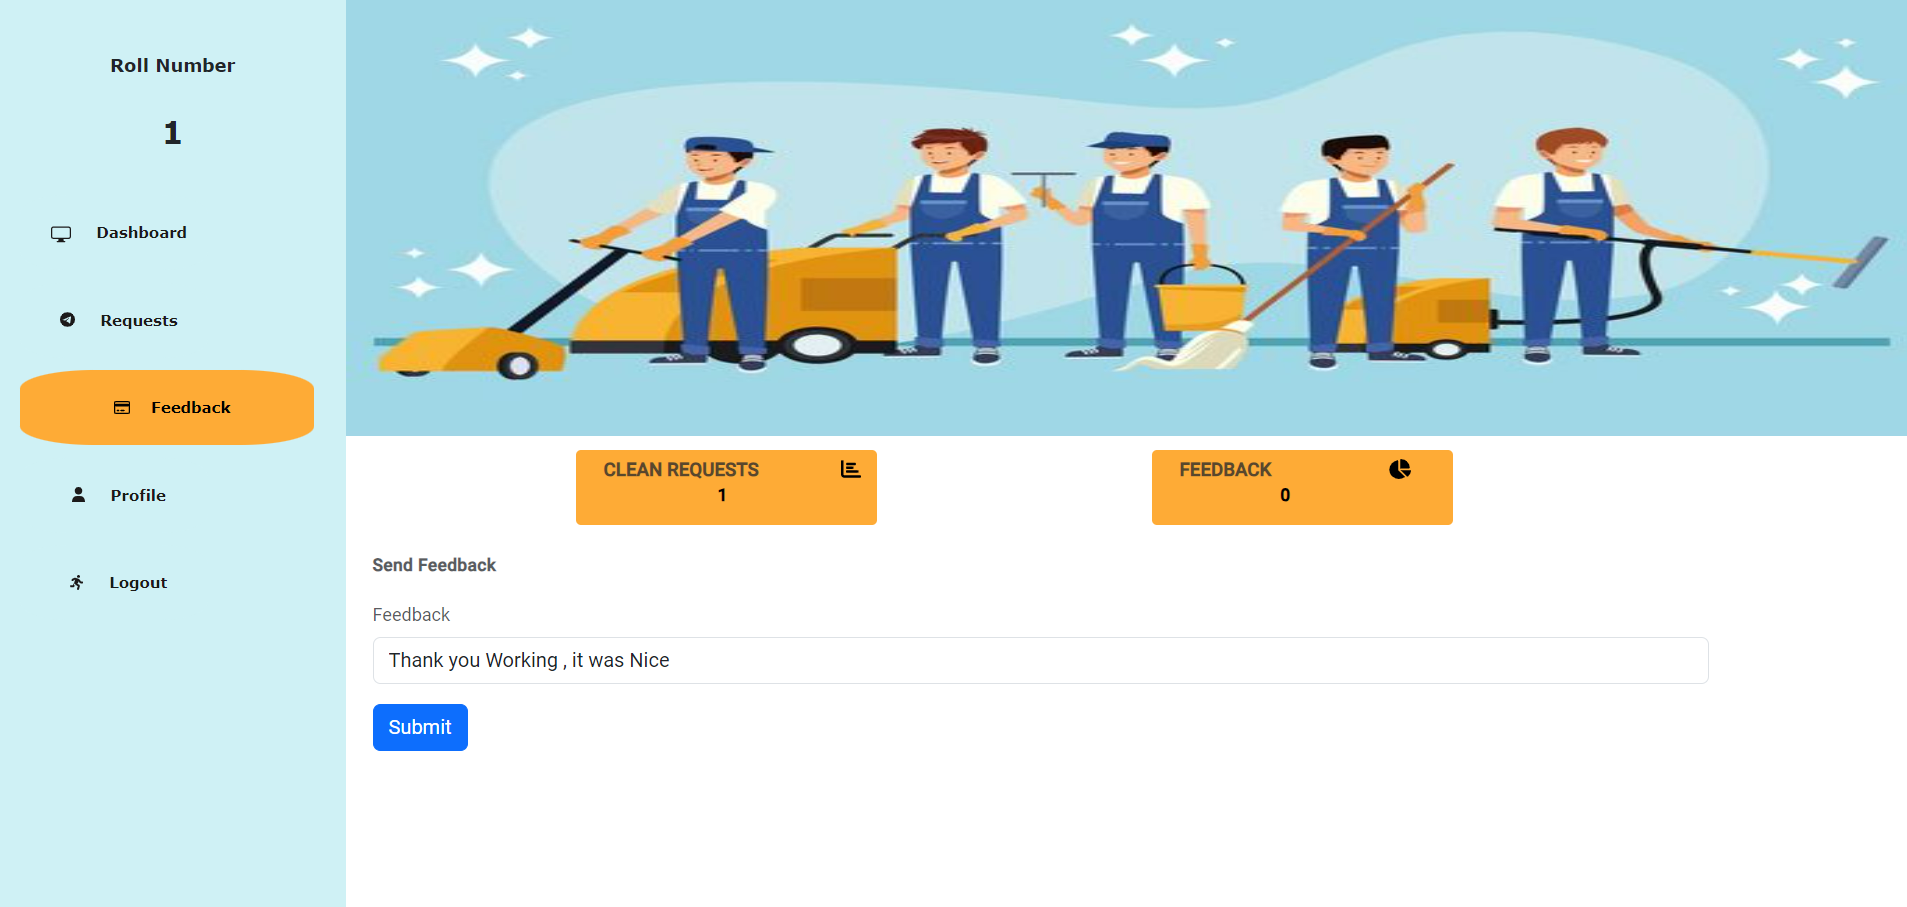 Roll Number
1
Dashboard
Requests
Feedback
Profile
Logout
CLEAN REQUESTS
1
FEEDBACK
0
Send Feedback
Feedback
Thank you Working , it was Nice
Submit